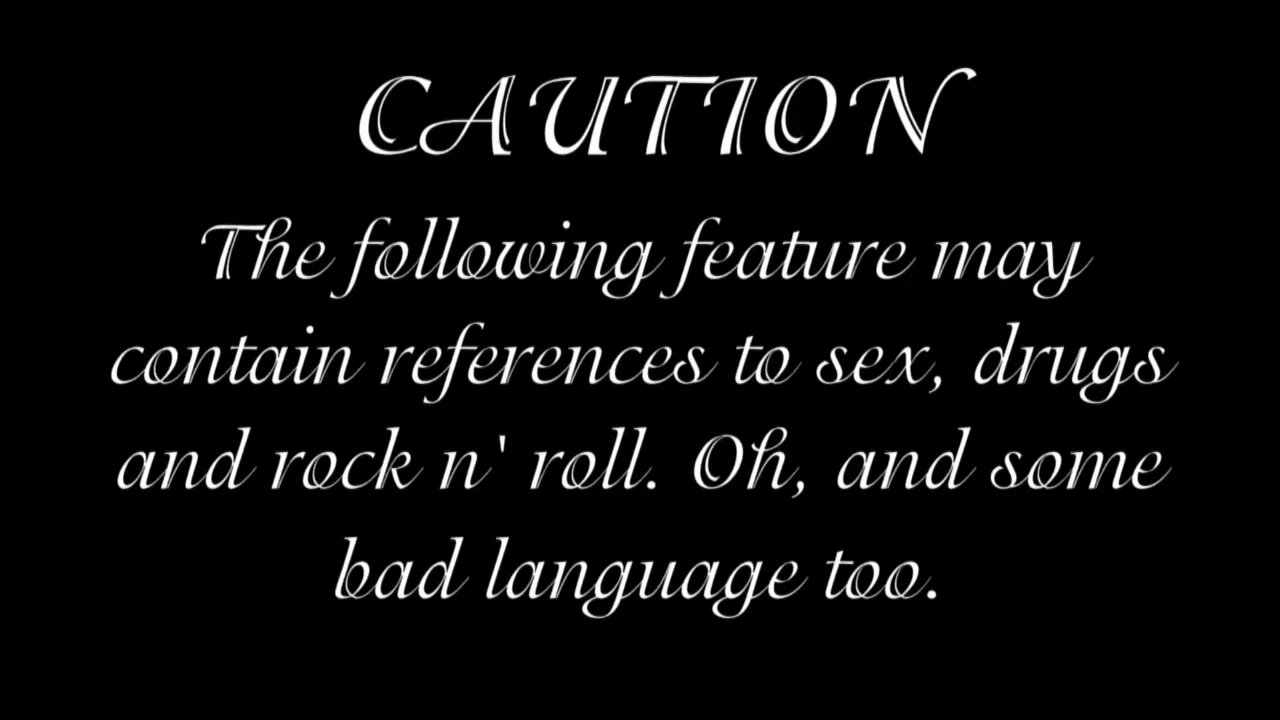 CAUTION
The following feature may
contain references to sex, drugs
and rock n' roll. Oh, and some
bad language too.